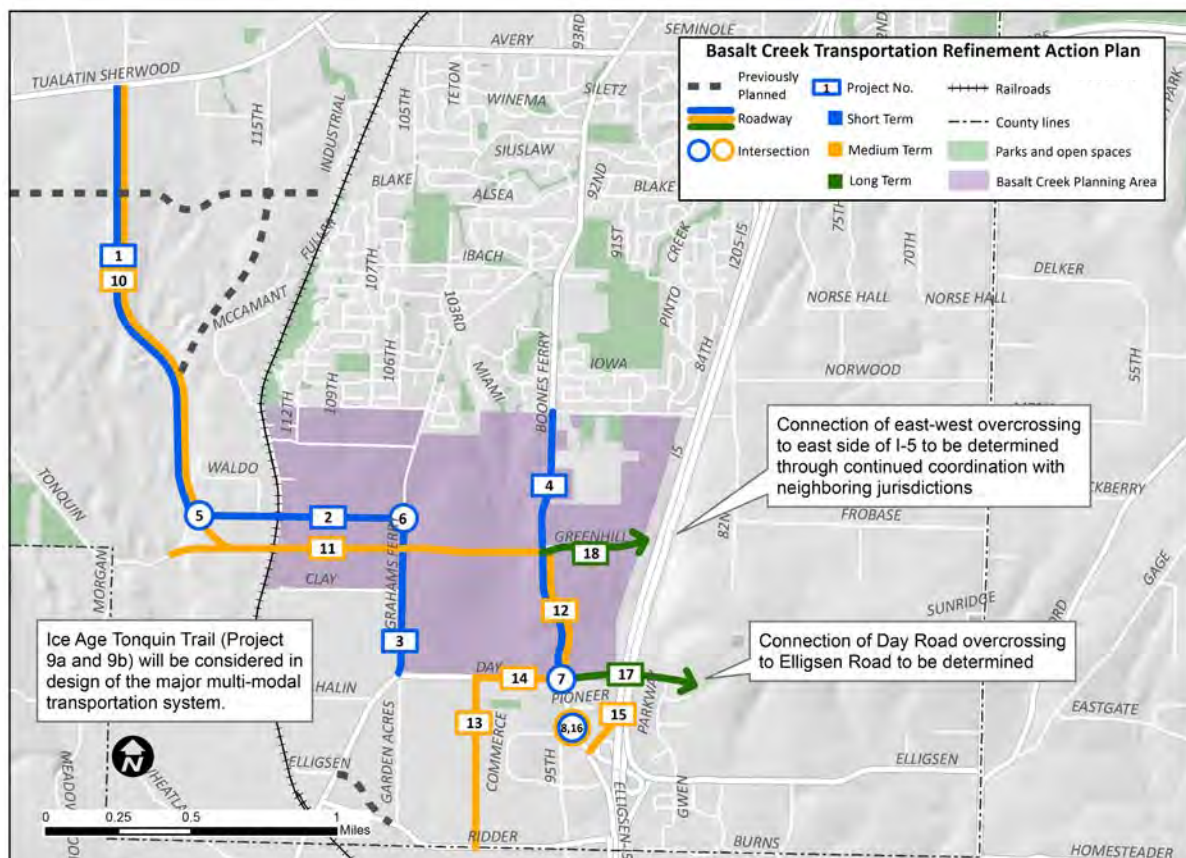 Basalt Creek Transportation Refinement Action Plan
Previously Planned
Roadway
Intersection
1 Project No.
Short Term
Medium Term
Long Term
Railroads
County lines
Parks and open spaces
Basalt Creek Planning Area
SEMINOLE
93RD
AVERY
TETON
TUALATIN SHERWOOD
115TH
INDUSTRIAL
105TH
WINEMA
SILETZ
SIUSLAW
92ND
BLAKE
ALSEA
BLAKE
PARK
75TH
70TH
I205-I5
CREEK
91ST
PINTO
107TH
IBACH
103RD
1
10
MCCAMANT
106TH
109TH
112TH
MIAMI
BOONES FERRY
IOWA
84TH
DELKER
NORSE HALL
NORSE HALL
NORWOOD
55TH
I5
Connection of east-west overcrossing
to east side of I-5 to be determined
through continued coordination with
neighboring jurisdictions
TONQUIN
WALDO
4
5
2
6
FROBASE
GREENHILL
11
18
CLAY
GRAHAMS FERRY
MORGAN
12
3
SUNRIDGE
GAGE
Ice Age Tonquin Trail (Project
9a and 9b) will be considered in
design of the major multi-modal
transportation system.
Connection of Day Road overcrossing
to Elligsen Road to be determined
DAY
14
7
17
PIONEER
PARKWAY
15
8,16
13
COMMERCE
95TH
GARDEN ACRES
EASTGATE
ELLIGSEN
ELLIGSEN
GWEN
N
0 0.25 0.5 1
Miles
RIDDER
BURNS
HOMESTEADER